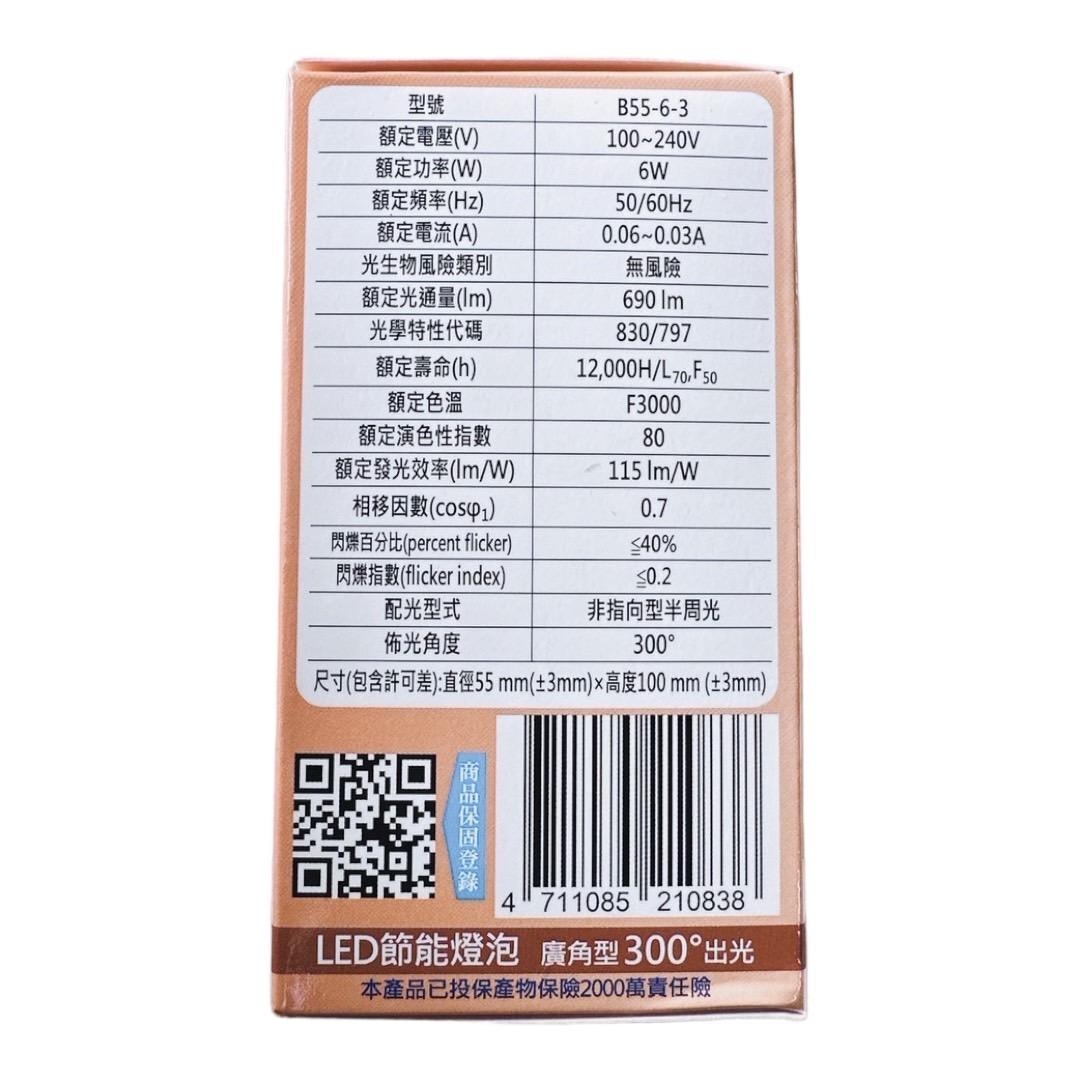 型號 B55-6-3
額定電壓(V) 100~240V
額定功率(W) 6W
額定頻率(Hz) 50/60Hz
額定電流(A) 0.06~0.03A
光生物風險類別 無風險
額定光通量(lm) 690 lm
光學特性代碼 830/797
額定壽命(h) 12,000H/L70,F50
額定色溫 F3000
額定演色性指數 80
額定發光效率(lm/W) 115 lm/W
相移因數(cosφ1) 0.7
閃爍百分比(percent flicker) ≦40%
閃爍指數(flicker index) ≦0.2
配光型式 非指向型半周光
佈光角度 300°
尺寸(包含許可差):直徑55 mm(±3mm)×高度100 mm (±3mm)
商品保固登錄
4 711085 210838
LED節能燈泡 廣角型 300°出光
本產品已投保產物保險2000萬責任險